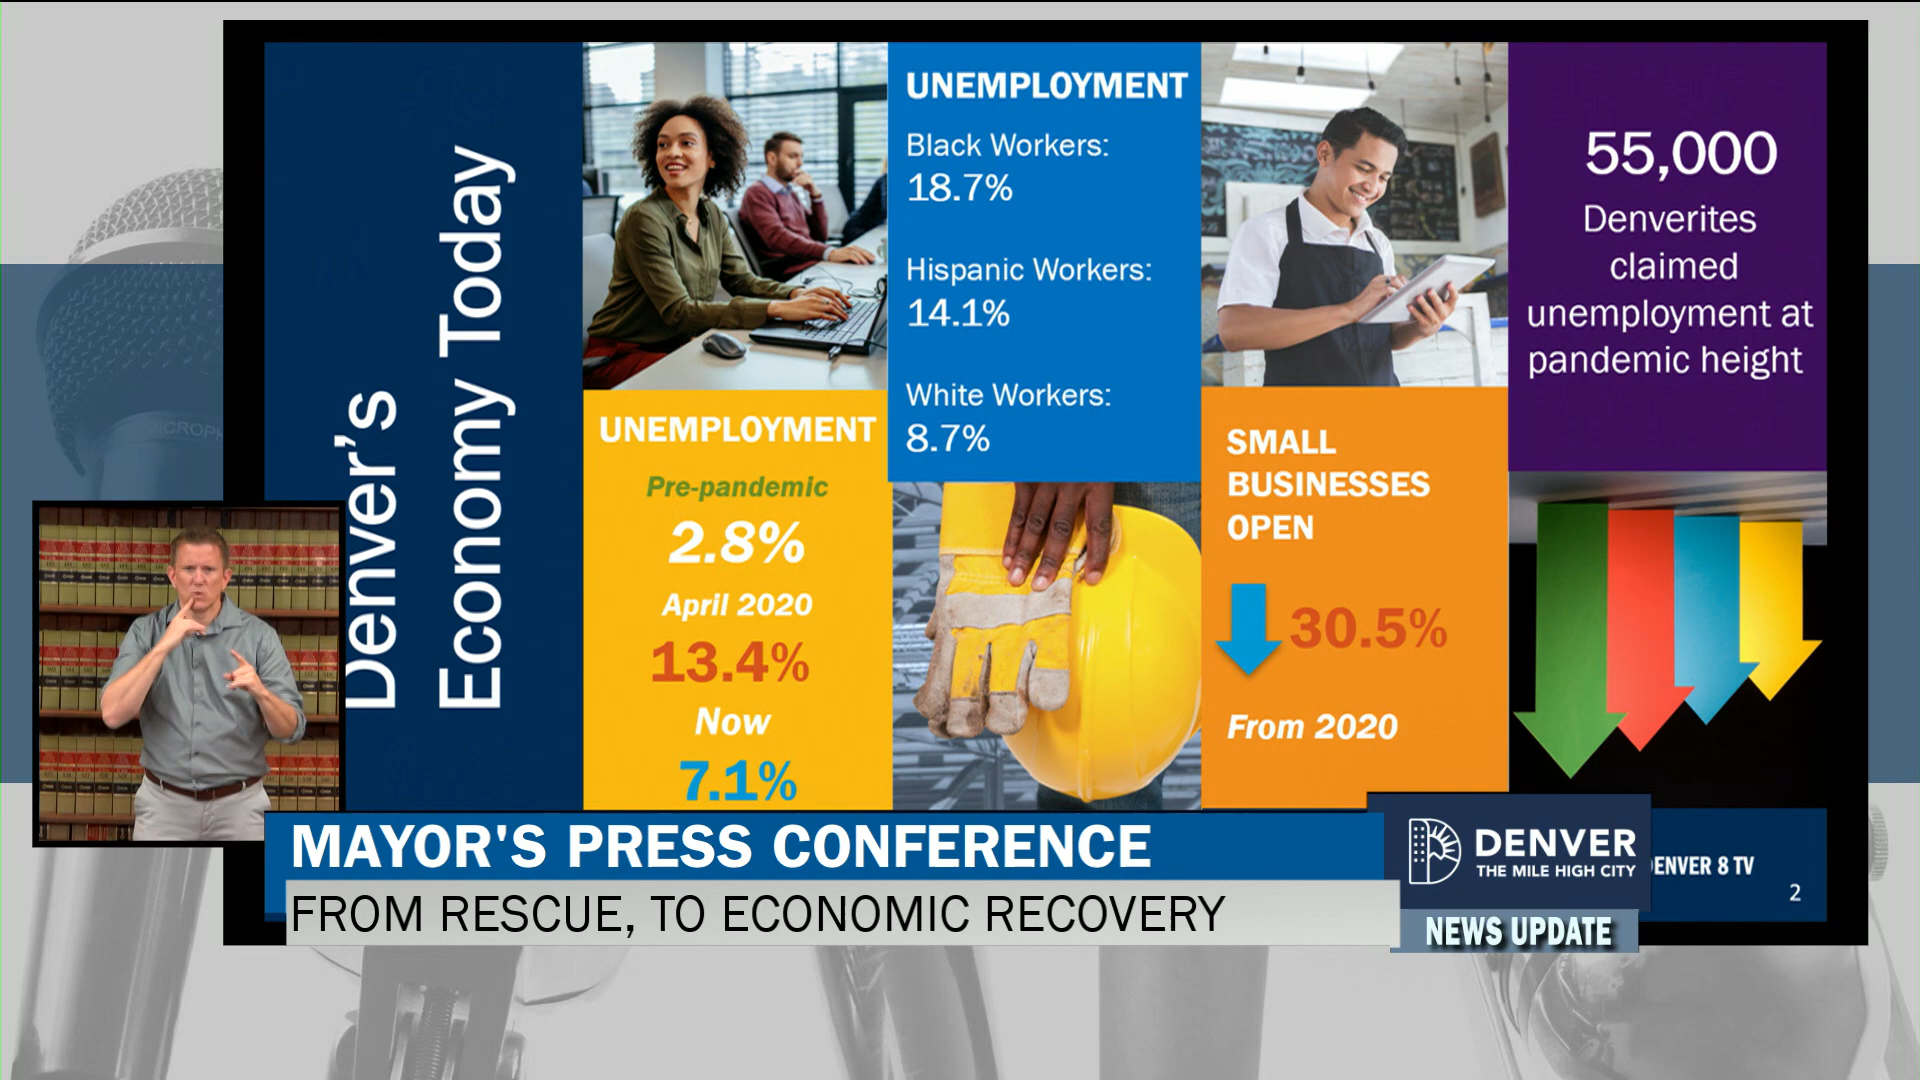 Denver's
Economy Today
UNEMPLOYMENT
Pre-pandemic
2.8%
April 2020
13.4%
Now
7.1%
UNEMPLOYMENT
Black Workers:
18.7%
Hispanic Workers:
14.1%
White Workers:
8.7%
SMALL
BUSINESSES
OPEN
30.5%
From 2020
55,000
Denverites
claimed
unemployment at
pandemic height
MAYOR'S PRESS CONFERENCE
FROM RESCUE, TO ECONOMIC RECOVERY
DENVER
THE MILE HIGH CITY
NEWS UPDATE
DENVER 8 TV
2